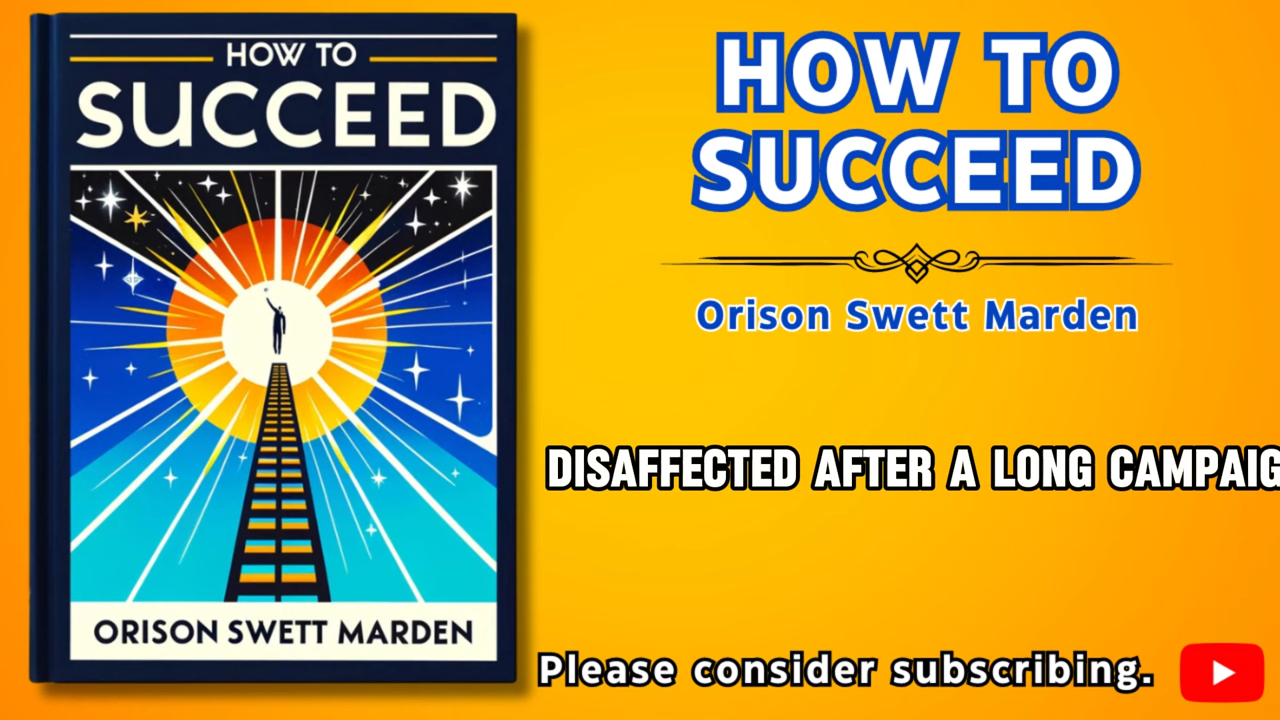 HOW TO
SUCCEED
ORISON SWETT MARDEN
HOW TO
SUCCEED
Orison Swett Marden
DISAFFECTED AFTER A LONG CAMPAIG
Please consider subscribing.